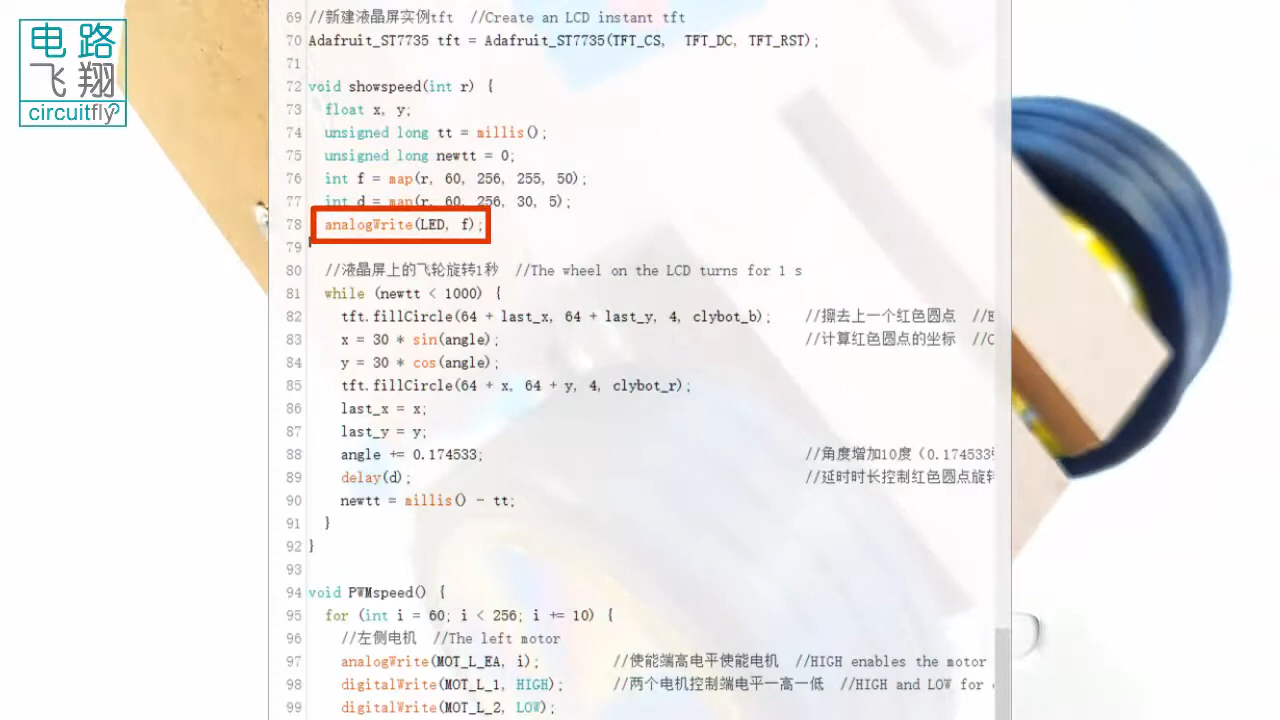 电路
飞翔
circuitfly
69 //新建液晶屏实例tft //Create an LCD instant tft
70 Adafruit_ST7735 tft = Adafruit_ST7735(TFT_CS, TFT_DC, TFT_RST);
71
72 void showspeed(int r) {
73 float x, y;
74 unsigned long tt = millis();
75 unsigned long newtt = 0;
76 int f = map(r, 60, 256, 255, 50);
77 int d = map(r, 60, 256, 30, 5);
78 analogWrite(LED, f);
79
80 //液晶屏上的飞轮旋转1秒 //The wheel on the LCD turns for 1 s
81 while (newtt < 1000) {
82 tft.fillCircle(64 + last_x, 64 + last_y, 4, clybot_b); //擦去上一个红色圆点 //E
83 x = 30 * sin(angle); //计算红色圆点的坐标 //C
84 y = 30 * cos(angle);
85 tft.fillCircle(64 + x, 64 + y, 4, clybot_r);
86 last_x = x;
87 last_y = y;
88 angle += 0.174533; //角度增加10度（0.174533
89 delay(d); //延时时长控制红色圆点旋转
90 newtt = millis() - tt;
91 }
92 }
93
94 void PWMspeed() {
95 for (int i = 60; i < 256; i += 10) {
96 //左侧电机 //The left motor
97 analogWrite(MOT_L_EA, i); //使能端高电平使能电机 //HIGH enables the motor
98 digitalWrite(MOT_L_1, HIGH); //两个电机控制端电平一高一低 //HIGH and LOW for
99 digitalWrite(MOT_L_2, LOW);